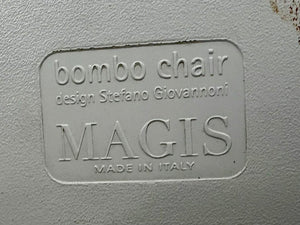 bombo chair
design Stefano Giovannoni
MAGIS
MADE IN ITALY